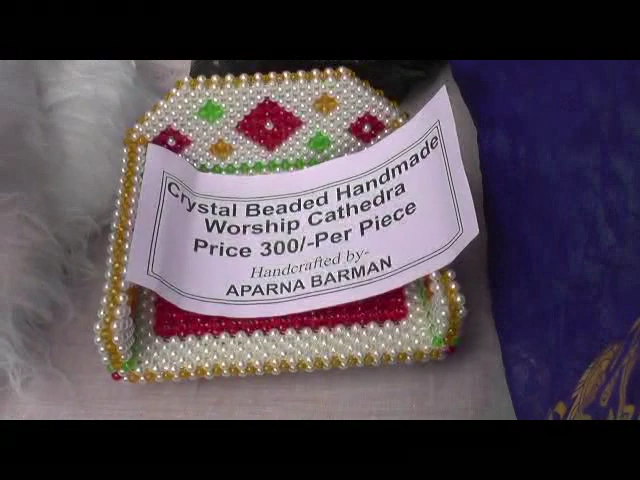 Crystal Beaded Handmade
Worship Cathedra
Price 300/-Per Piece
Handcrafted by-
APARNA BARMAN